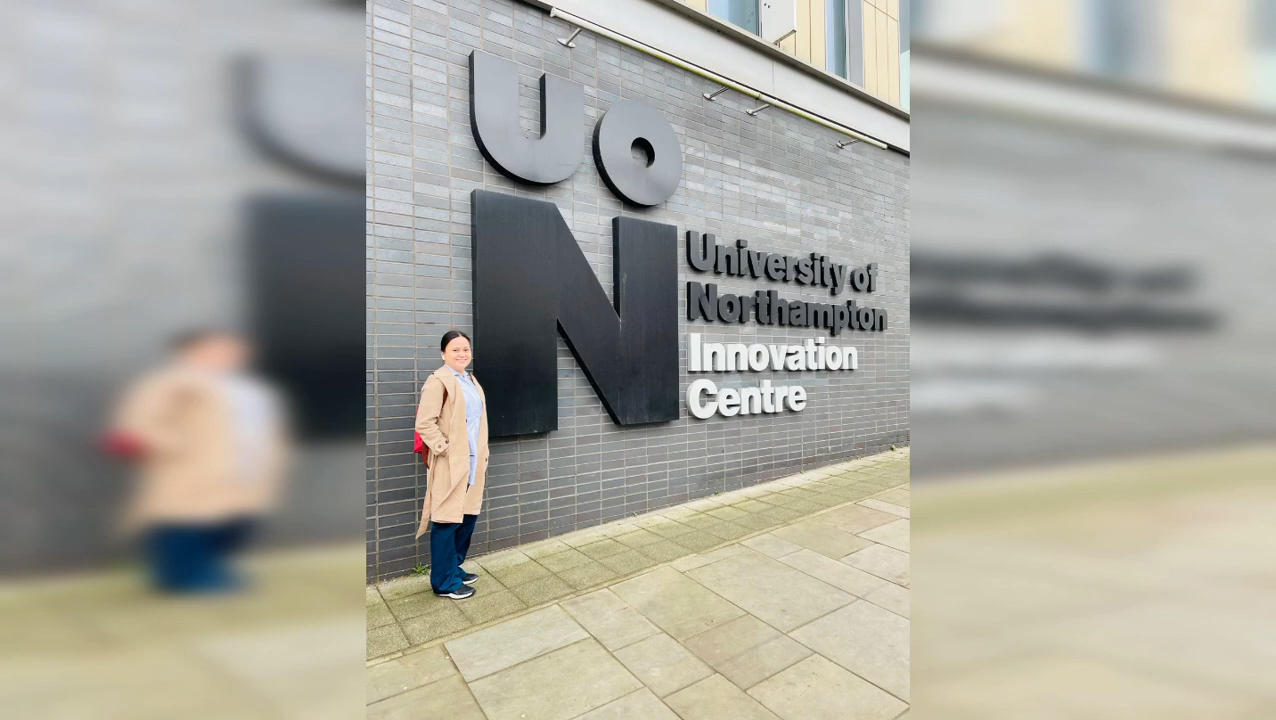 UO
N
University of
Northampton
Innovation
Centre